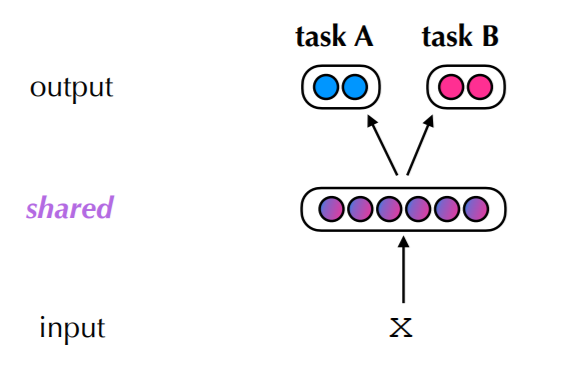 task A task B
output
shared
input x